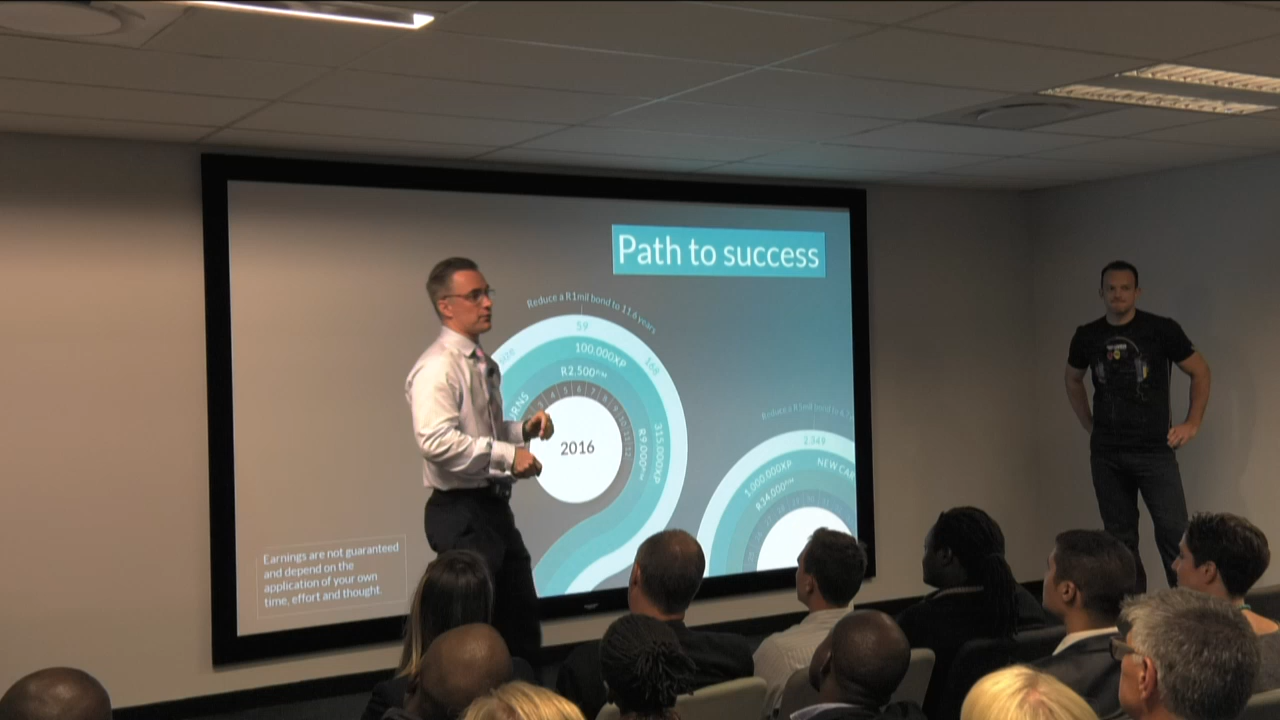 Path to success
Reduce a R1mil bond to 11.6 years
59
168
100.000XP
R2.500PM
315.000XP
R9.000PM
2016
2 349
NEW CAR
1.000.000XP
R34.000PM
Earnings are not guaranteed
and depend on the
application of your own
time, effort and thought.